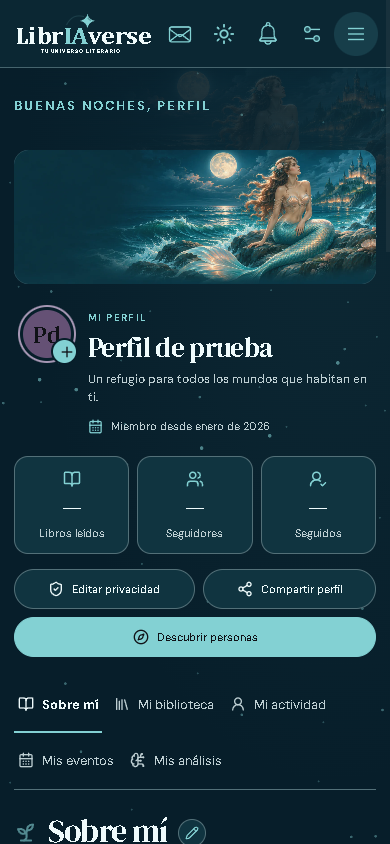 LibrIAverse
TU UNIVERSO LITERARIO
BUENAS NOCHES, PERFIL
Pd
MI PERFIL
Perfil de prueba
Un refugio para todos los mundos que habitan en
ti.
Miembro desde enero de 2026
— — —
Libros leídos Seguidores Seguidos
Editar privacidad Compartir perfil
Descubrir personas
Sobre mí Mi biblioteca Mi actividad
Mis eventos Mis análisis
Sobre mí